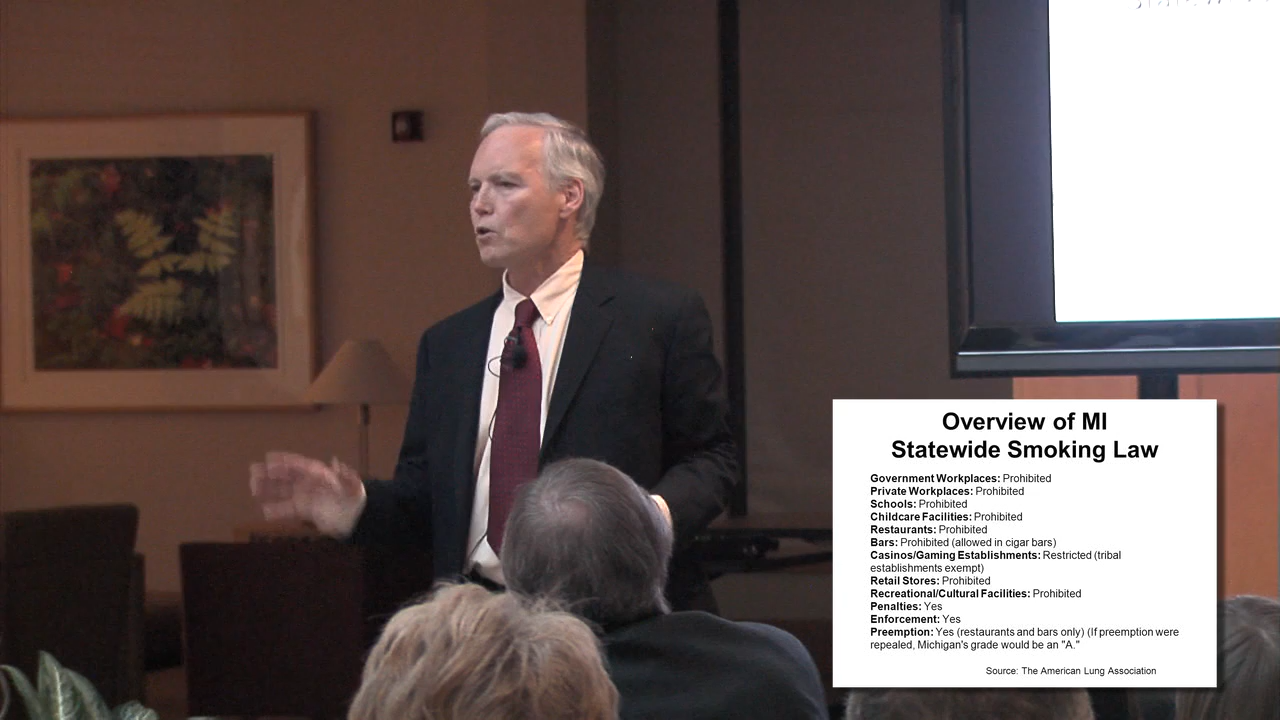 Overview of MI
Statewide Smoking Law
Government Workplaces: Prohibited
Private Workplaces: Prohibited
Schools: Prohibited
Childcare Facilities: Prohibited
Restaurants: Prohibited
Bars: Prohibited (allowed in cigar bars)
Casinos/Gaming Establishments: Restricted (tribal
establishments exempt)
Retail Stores: Prohibited
Recreational/Cultural Facilities: Prohibited
Penalties: Yes
Enforcement: Yes
Preemption: Yes (restaurants and bars only) (If preemption were
repealed, Michigan's grade would be an "A."
Source: The American Lung Association